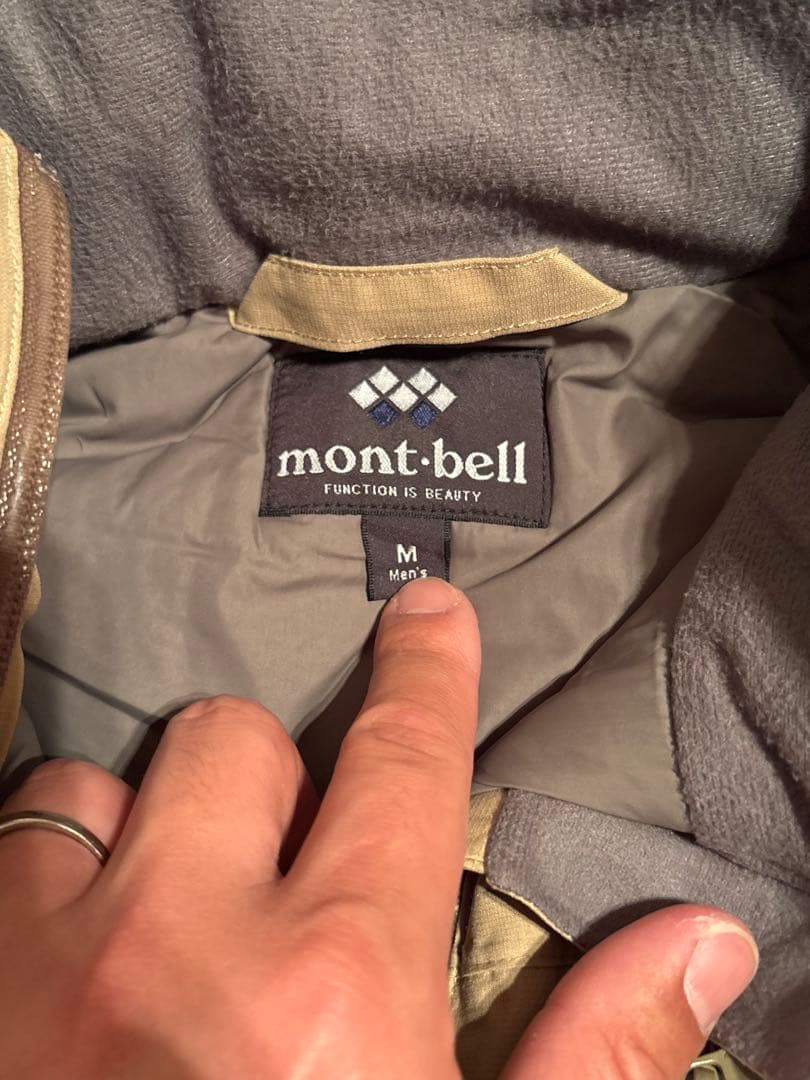 mont·bell
FUNCTION IS BEAUTY
M
Men's